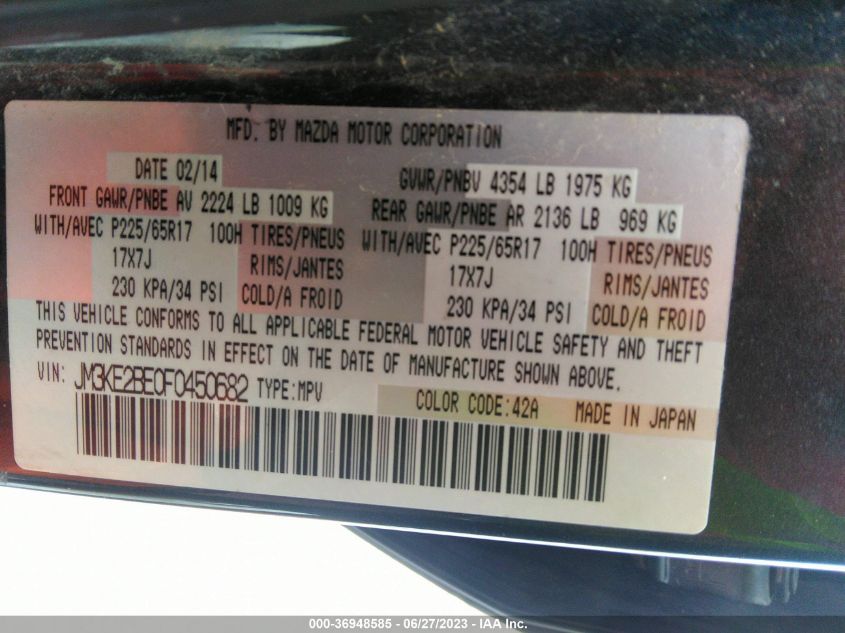 MFD. BY MAZDA MOTOR CORPORATION
DATE 02/14 GVWR/PNBV 4354 LB 1975 KG
FRONT GAWR/PNBE AV 2224 LB 1009 KG REAR GAWR/PNBE AR 2136 LB 969 KG
WITH/AVEC P225/65R17 100H TIRES/PNEUS WITH/AVEC P225/65R17 100H TIRES/PNEUS
17X7J RIMS/JANTES 17X7J RIMS/JANTES
230 KPA/34 PSI COLD/A FROID 230 KPA/34 PSI COLD/A FROID
THIS VEHICLE CONFORMS TO ALL APPLICABLE FEDERAL MOTOR VEHICLE SAFETY AND THEFT
PREVENTION STANDARDS IN EFFECT ON THE DATE OF MANUFACTURE SHOWN ABOVE.
VIN: JM3KE2BE0F0450682 TYPE:MPV COLOR CODE:42A MADE IN JAPAN
000-36948585 - 06/27/2023 - IAA Inc.